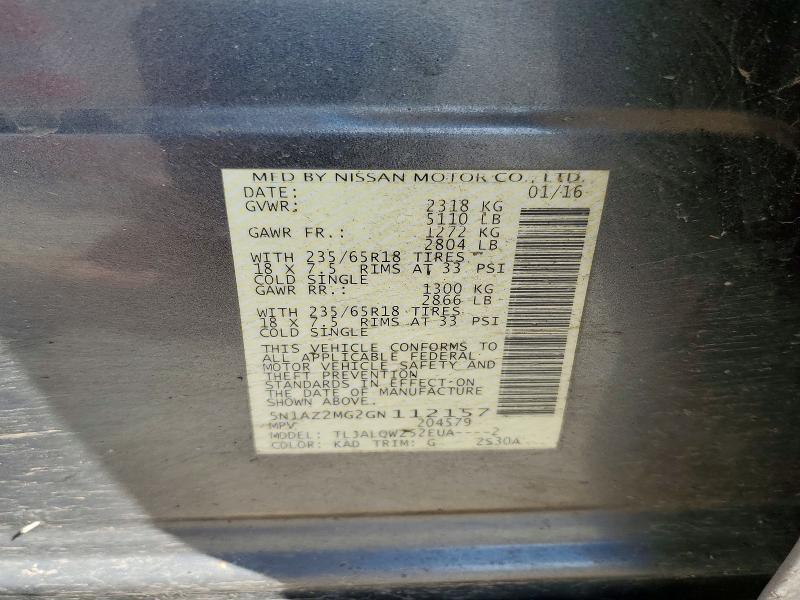 MFD BY NISSAN MOTOR CO., LTD.
DATE: 01/16
GVWR: 2318 KG
5110 LB
GAWR FR.: 1272 KG
2804 LB
WITH 235/65R18 TIRES
18 X 7.5 RIMS AT 33 PSI
COLD SINGLE
GAWR RR.: 1300 KG
2866 LB
WITH 235/65R18 TIRES
18 X 7.5 RIMS AT 33 PSI
COLD SINGLE
THIS VEHICLE CONFORMS TO
ALL APPLICABLE FEDERAL
MOTOR VEHICLE SAFETY AND
THEFT PREVENTION
STANDARDS IN EFFECT-ON
THE DATE OF MANUFACTURE
SHOWN ABOVE.
5N1AZ2MG2GN112157
MPV 204579
MODEL: TL3ALQWZ52EUA----2
COLOR: KAD TRIM: G 2S30A